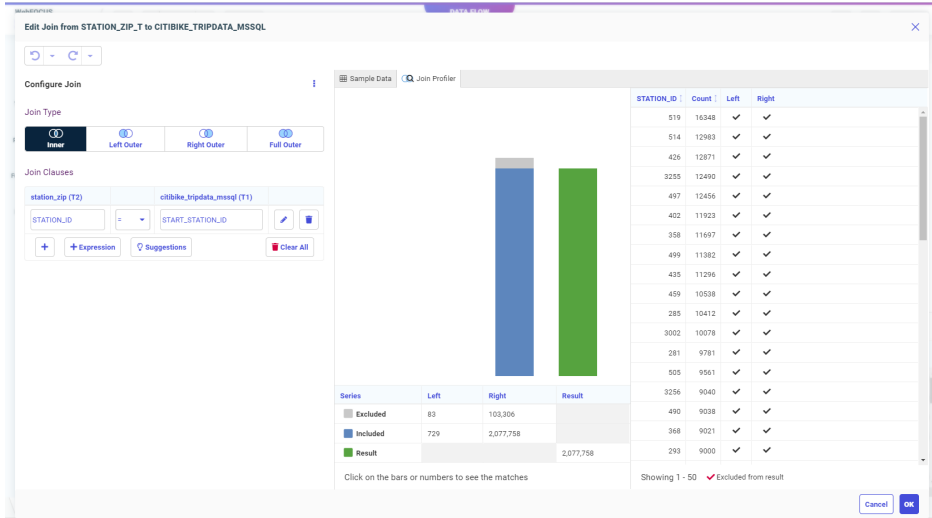 WebFOCUS
DATA FLOW
Edit Join from STATION_ZIP_T to CITIBIKE_TRIPDATA_MSSQL
Configure Join
Join Type
Inner Left Outer Right Outer Full Outer
Join Clauses
station_zip (T2) citibike_tripdata_mssql (T1)
STATION_ID = START_STATION_ID
+ + Expression Suggestions Clear All
Sample Data Join Profiler
Series Left Right Result
Excluded 83 103,306
Included 729 2,077,758
Result 2,077,758
Click on the bars or numbers to see the matches
STATION_ID Count Left Right
519 16348
514 12983
426 12871
3255 12490
497 12456
402 11923
358 11697
499 11382
435 11296
459 10538
285 10412
3002 10078
281 9781
505 9561
3256 9040
490 9038
368 9021
293 9000
Showing 1 - 50 Excluded from result
Cancel OK